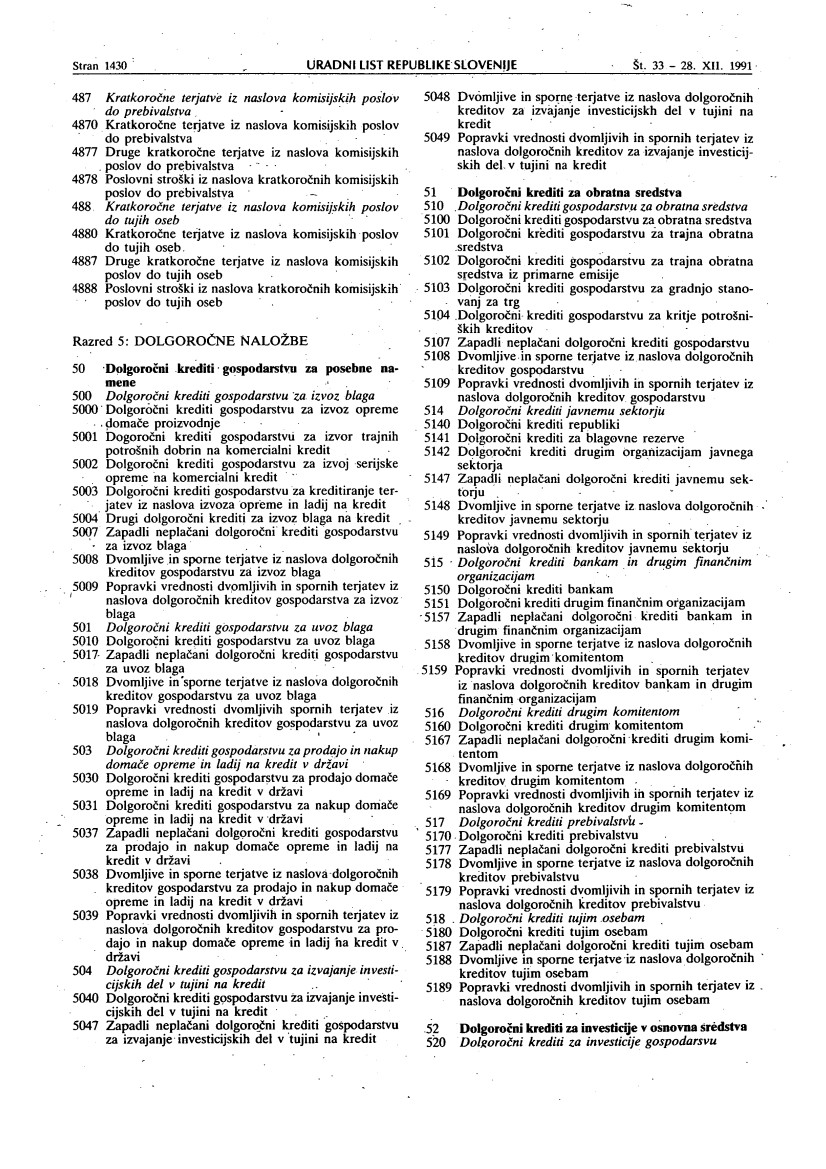 Stran 1430 URADNI LIST REPUBLIKE SLOVENIJE Št. 33 – 28. XII. 1991
487 Kratkoročne terjatve iz naslova komisijskih poslov
do prebivalstva
4870 Kratkoročne terjatve iz naslova komisijskih poslov
do prebivalstva
4877 Druge kratkoročne terjatve iz naslova komisijskih
poslov do prebivalstva
4878 Poslovni stroški iz naslova kratkoročnih komisijskih
poslov do prebivalstva
488 Kratkoročne terjatve iz naslova komisijskih poslov
do tujih oseb
4880 Kratkoročne terjatve iz naslova komisijskih poslov
do tujih oseb
4887 Druge kratkoročne terjatve iz naslova komisijskih
poslov do tujih oseb
4888 Poslovni stroški iz naslova kratkoročnih komisijskih
poslov do tujih oseb
Razred 5: DOLGOROČNE NALOŽBE
50 Dolgoročni krediti gospodarstvu za posebne na-
mene
500 Dolgoročni krediti gospodarstvu za izvoz blaga
5000 Dolgoročni krediti gospodarstvu za izvoz opreme
domače proizvodnje
5001 Dogoročni krediti gospodarstvu za izvor trajnih
potrošnih dobrin na komercialni kredit
5002 Dolgoročni krediti gospodarstvu za izvoj serijske
opreme na komercialni kredit
5003 Dolgoročni krediti gospodarstvu za kreditiranje ter-
jatev iz naslova izvoza opreme in ladij na kredit
5004 Drugi dolgoročni krediti za izvoz blaga na kredit
5007 Zapadli neplačani dolgoročni krediti gospodarstvu
za izvoz blaga
5008 Dvomljive in sporne terjatve iz naslova dolgoročnih
kreditov gospodarstvu za izvoz blaga
5009 Popravki vrednosti dvomljivih in spornih terjatev iz
naslova dolgoročnih kreditov gospodarstva za izvoz
blaga
501 Dolgoročni krediti gospodarstvu za uvoz blaga
5010 Dolgoročni krediti gospodarstvu za uvoz blaga
5017 Zapadli neplačani dolgoročni krediti gospodarstvu
za uvoz blaga
5018 Dvomljive in sporne terjatve iz naslova dolgoročnih
kreditov gospodarstvu za uvoz blaga
5019 Popravki vrednosti dvomljivih spornih terjatev iz
naslova dolgoročnih kreditov gospodarstvu za uvoz
blaga
503 Dolgoročni krediti gospodarstvu za prodajo in nakup
domače opreme in ladij na kredit v državi
5030 Dolgoročni krediti gospodarstvu za prodajo domače
opreme in ladij na kredit v državi
5031 Dolgoročni krediti gospodarstvu za nakup domače
opreme in ladij na kredit v državi
5037 Zapadli neplačani dolgoročni krediti gospodarstvu
za prodajo in nakup domače opreme in ladij na
kredit v državi
5038 Dvomljive in sporne terjatve iz naslova dolgoročnih
kreditov gospodarstvu za prodajo in nakup domače
opreme in ladij na kredit v državi
5039 Popravki vrednosti dvomljivih in spornih terjatev iz
naslova dolgoročnih kreditov gospodarstvu za pro-
dajo in nakup domače opreme in ladij na kredit v
državi
504 Dolgoročni krediti gospodarstvu za izvajanje investi-
cijskih del v tujini na kredit
5040 Dolgoročni krediti gospodarstvu za izvajanje investi-
cijskih del v tujini na kredit
5047 Zapadli neplačani dolgoročni krediti gospodarstvu
za izvajanje investicijskih del v tujini na kredit
5048 Dvomljive in sporne terjatve iz naslova dolgoročnih
kreditov za izvajanje investicijskh del v tujini na
kredit
5049 Popravki vrednosti dvomljivih in spornih terjatev iz
naslova dolgoročnih kreditov za izvajanje investicij-
skih del v tujini na kredit
51 Dolgoročni krediti za obratna sredstva
510 Dolgoročni krediti gospodarstvu za obratna sredstva
5100 Dolgoročni krediti gospodarstvu za obratna sredstva
5101 Dolgoročni krediti gospodarstvu za trajna obratna
sredstva
5102 Dolgoročni krediti gospodarstvu za trajna obratna
sredstva iz primarne emisije
5103 Dolgoročni krediti gospodarstvu za gradnjo stano-
vanj za trg
5104 Dolgoročni krediti gospodarstvu za kritje potrošni-
ških kreditov
5107 Zapadli neplačani dolgoročni krediti gospodarstvu
5108 Dvomljive in sporne terjatve iz naslova dolgoročnih
kreditov gospodarstvu
5109 Popravki vrednosti dvomljivih in spornih terjatev iz
naslova dolgoročnih kreditov gospodarstvu
514 Dolgoročni krediti javnemu sektorju
5140 Dolgoročni krediti republiki
5141 Dolgoročni krediti za blagovne rezerve
5142 Dolgoročni krediti drugim organizacijam javnega
sektorja
5147 Zapadli neplačani dolgoročni krediti javnemu sek-
torju
5148 Dvomljive in sporne terjatve iz naslova dolgoročnih
kreditov javnemu sektorju
5149 Popravki vrednosti dvomljivih in spornih terjatev iz
naslova dolgoročnih kreditov javnemu sektorju
515 Dolgoročni krediti bankam in drugim finančnim
organizacijam
5150 Dolgoročni krediti bankam
5151 Dolgoročni krediti drugim finančnim organizacijam
5157 Zapadli neplačani dolgoročni krediti bankam in
drugim finančnim organizacijam
5158 Dvomljive in sporne terjatve iz naslova dolgoročnih
kreditov drugim komitentom
5159 Popravki vrednosti dvomljivih in spornih terjatev
iz naslova dolgoročnih kreditov bankam in drugim
finančnim organizacijam
516 Dolgoročni krediti drugim komitentom
5160 Dolgoročni krediti drugim komitentom
5167 Zapadli neplačani dolgoročni krediti drugim komi-
tentom
5168 Dvomljive in sporne terjatve iz naslova dolgoročnih
kreditov drugim komitentom
5169 Popravki vrednosti dvomljivih in spornih terjatev iz
naslova dolgoročnih kreditov drugim komitentom
517 Dolgoročni krediti prebivalstvu
5170 Dolgoročni krediti prebivalstvu
5177 Zapadli neplačani dolgoročni krediti prebivalstvu
5178 Dvomljive in sporne terjatve iz naslova dolgoročnih
kreditov prebivalstvu
5179 Popravki vrednosti dvomljivih in spornih terjatev iz
naslova dolgoročnih kreditov prebivalstvu
518 Dolgoročni krediti tujim osebam
5180 Dolgoročni krediti tujim osebam
5187 Zapadli neplačani dolgoročni krediti tujim osebam
5188 Dvomljive in sporne terjatve iz naslova dolgoročnih
kreditov tujim osebam
5189 Popravki vrednosti dvomljivih in spornih terjatev iz
naslova dolgoročnih kreditov tujim osebam
52 Dolgoročni krediti za investicije v osnovna sredstva
520 Dolgoročni krediti za investicije gospodarsvu